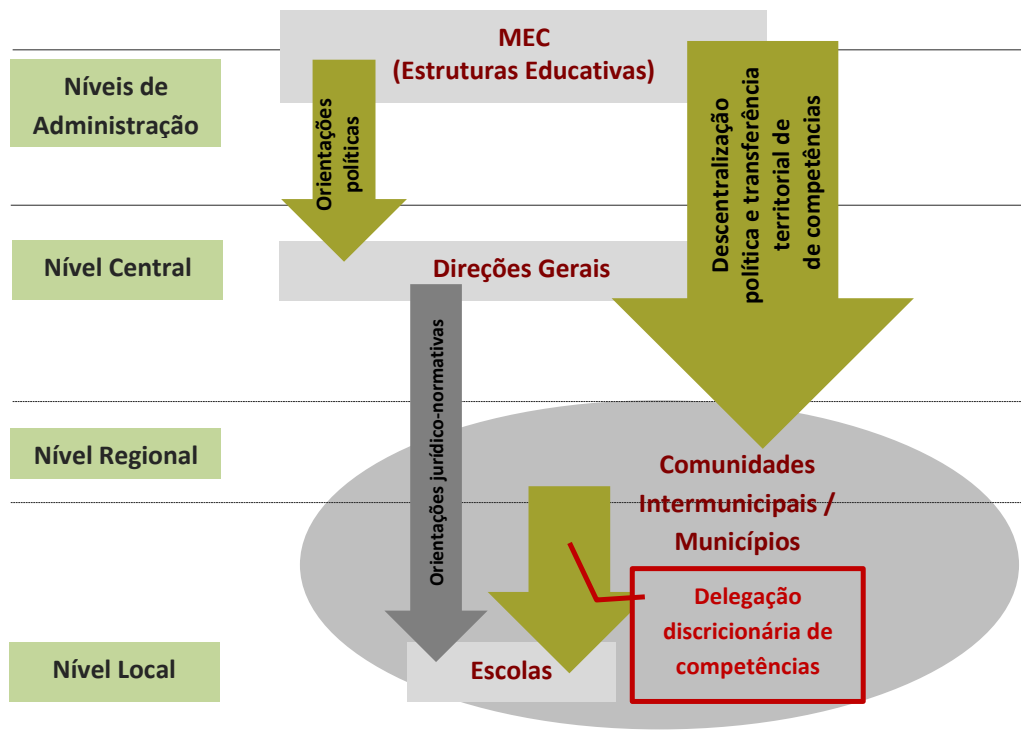 MEC
(Estruturas Educativas)
Níveis de
Administração
Orientações
políticas
Descentralização
política e transferência
territorial de
de competências
Nível Central
Direções Gerais
Orientações jurídico-normativas
Nível Regional
Comunidades
Intermunicipais /
Municípios
Delegação
discricionária de
competências
Nível Local
Escolas